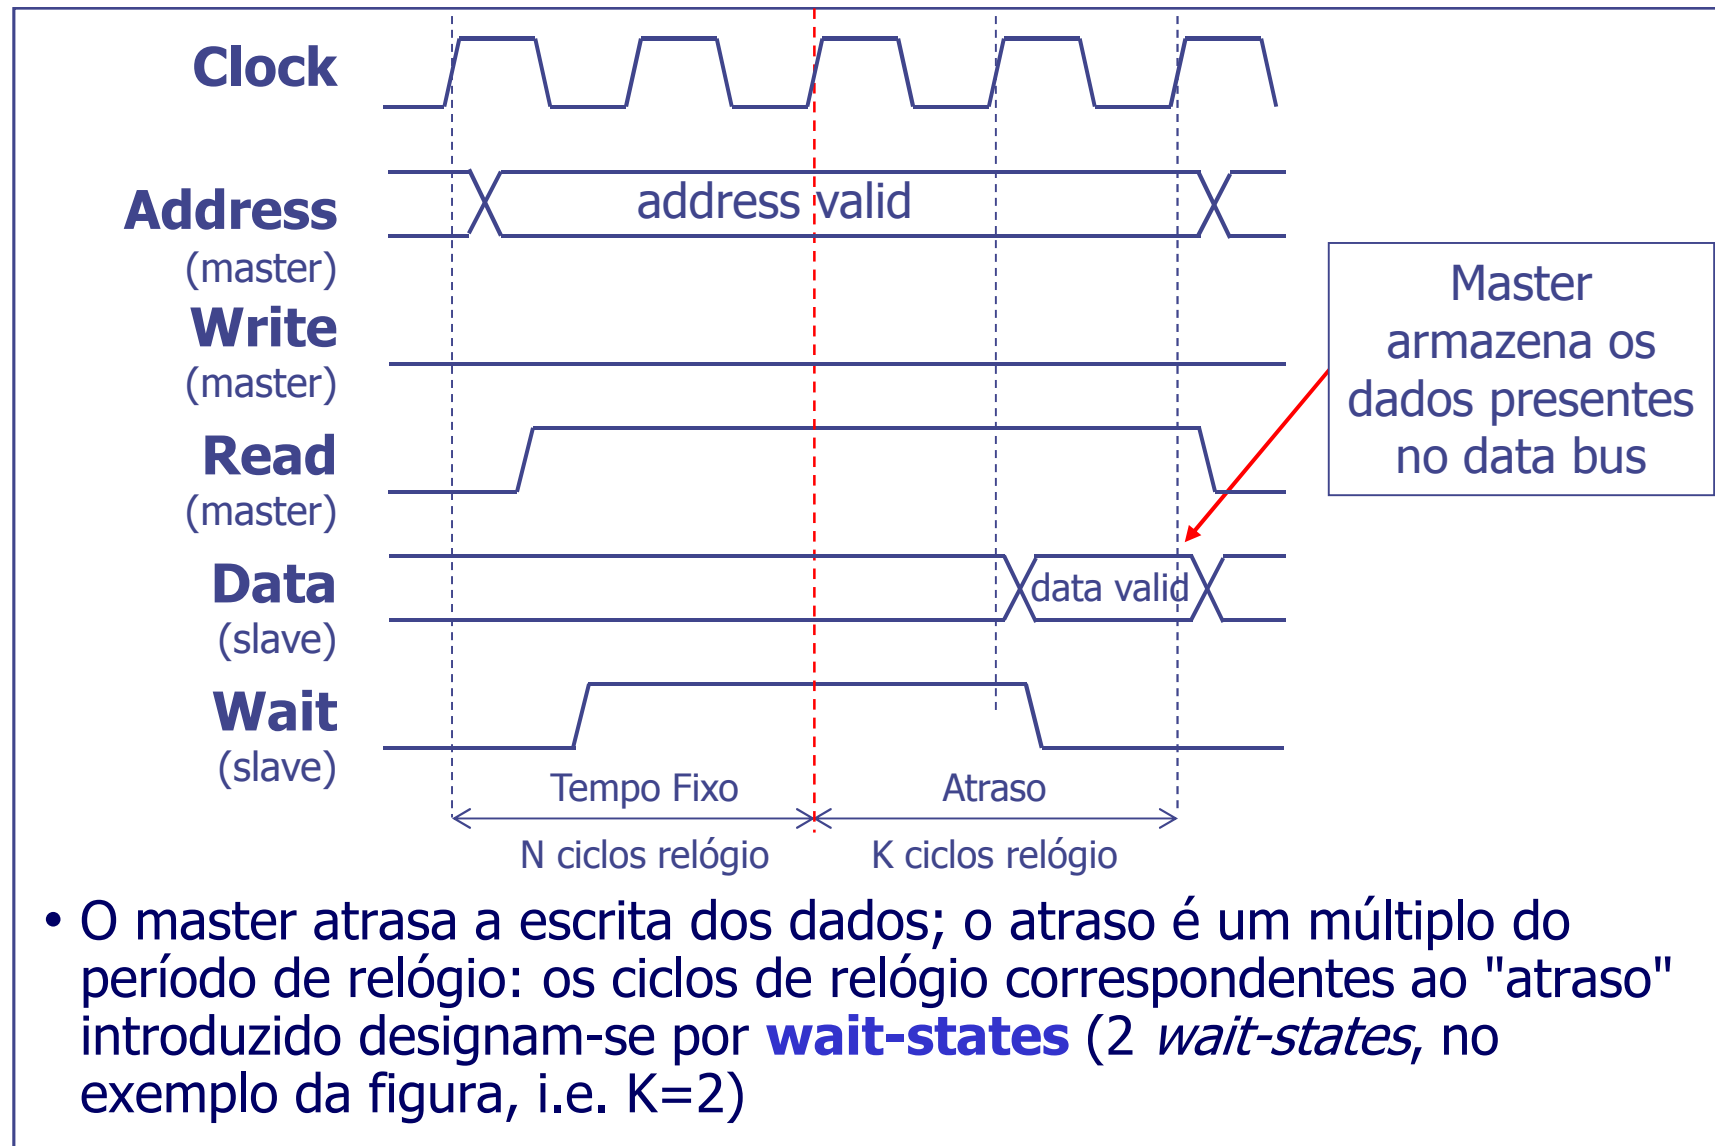 Clock
Address
(master)
address valid
Write
(master)
Read
(master)
Data
(slave)
data valid
Wait
(slave)
Master
armazena os
dados presentes
no data bus
Tempo Fixo
Atraso
N ciclos relógio
K ciclos relógio
• O master atrasa a escrita dos dados; o atraso é um múltiplo do
período de relógio: os ciclos de relógio correspondentes ao "atraso"
introduzido designam-se por wait-states (2 wait-states, no
exemplo da figura, i.e. K=2)